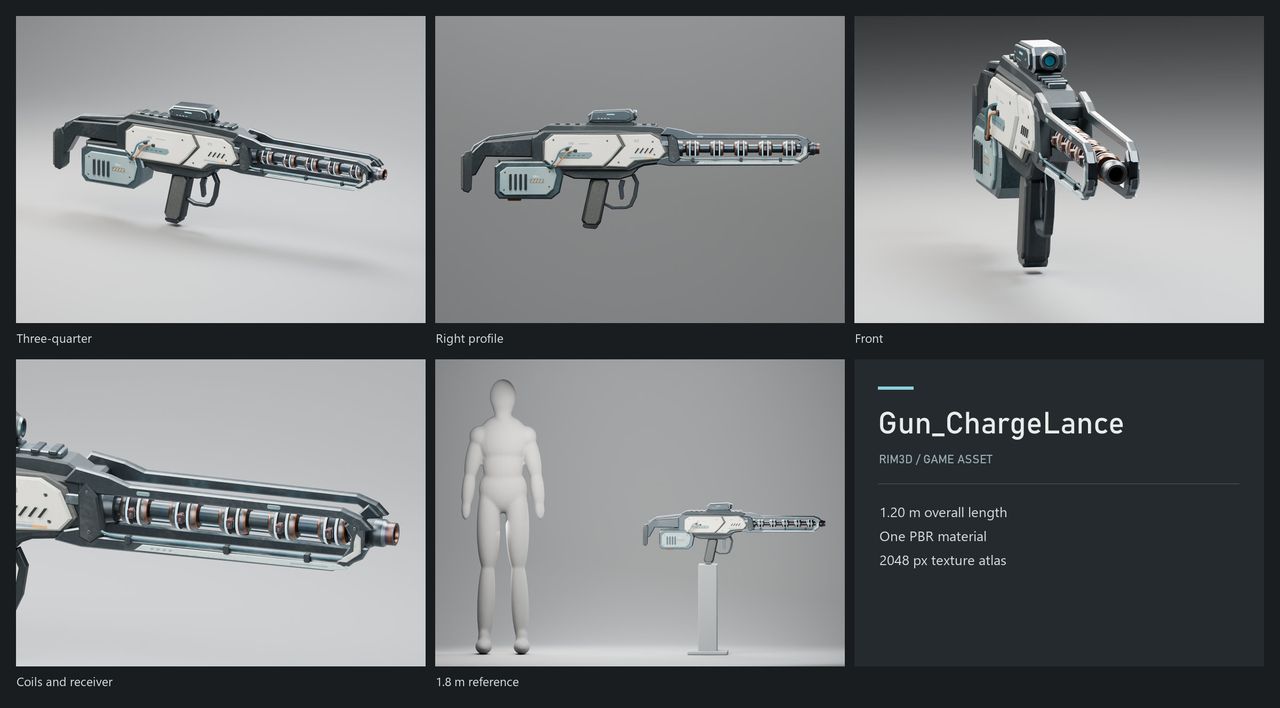 Three-quarter
Right profile
Front
Gun_ChargeLance
RIM3D / GAME ASSET
1.20 m overall length
One PBR material
2048 px texture atlas
Coils and receiver
1.8 m reference